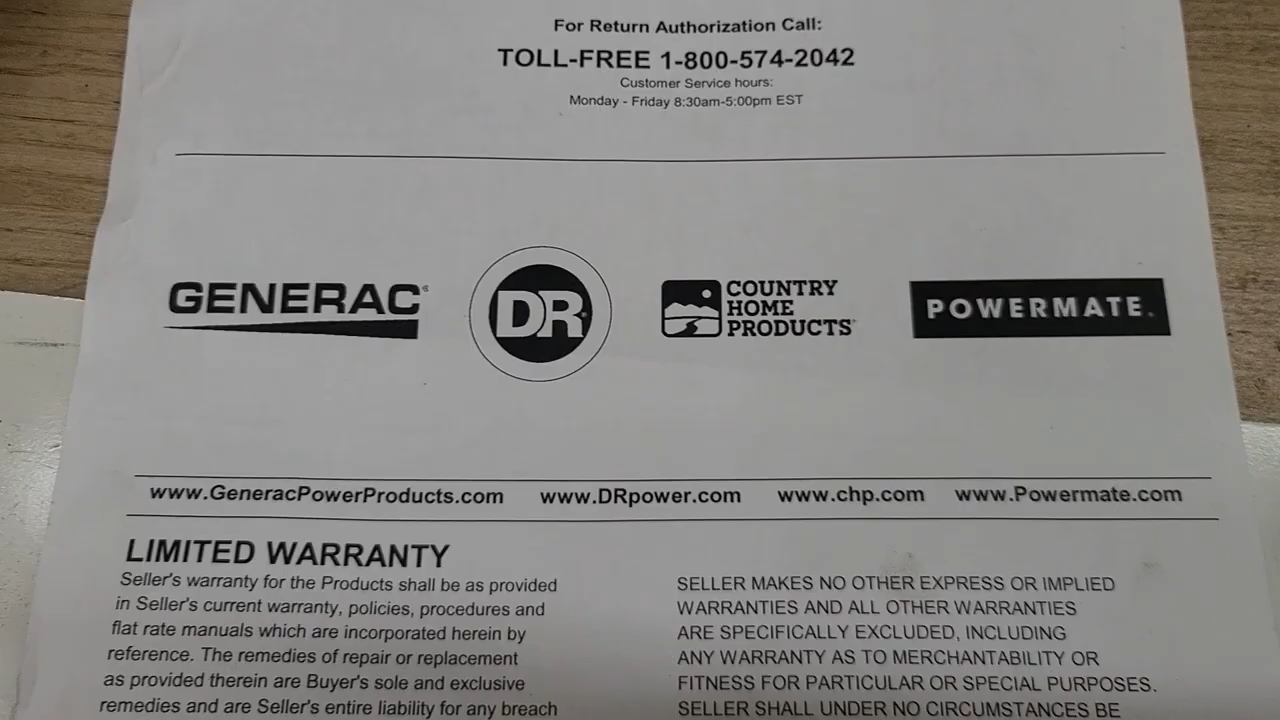 For Return Authorization Call:
TOLL-FREE 1-800-574-2042
Customer Service hours:
Monday - Friday 8:30am-5:00pm EST
GENERAC®
DR®
COUNTRY
HOME
PRODUCTS
POWERMATE.
www.GeneracPowerProducts.com www.DRpower.com www.chp.com www.Powermate.com
LIMITED WARRANTY
Seller's warranty for the Products shall be as provided
in Seller's current warranty, policies, procedures and
flat rate manuals which are incorporated herein by
reference. The remedies of repair or replacement
as provided therein are Buyer's sole and exclusive
remedies and are Seller's entire liability for any breach
SELLER MAKES NO OTHER EXPRESS OR IMPLIED
WARRANTIES AND ALL OTHER WARRANTIES
ARE SPECIFICALLY EXCLUDED, INCLUDING
ANY WARRANTY AS TO MERCHANTABILITY OR
FITNESS FOR PARTICULAR OR SPECIAL PURPOSES.
SELLER SHALL UNDER NO CIRCUMSTANCES BE